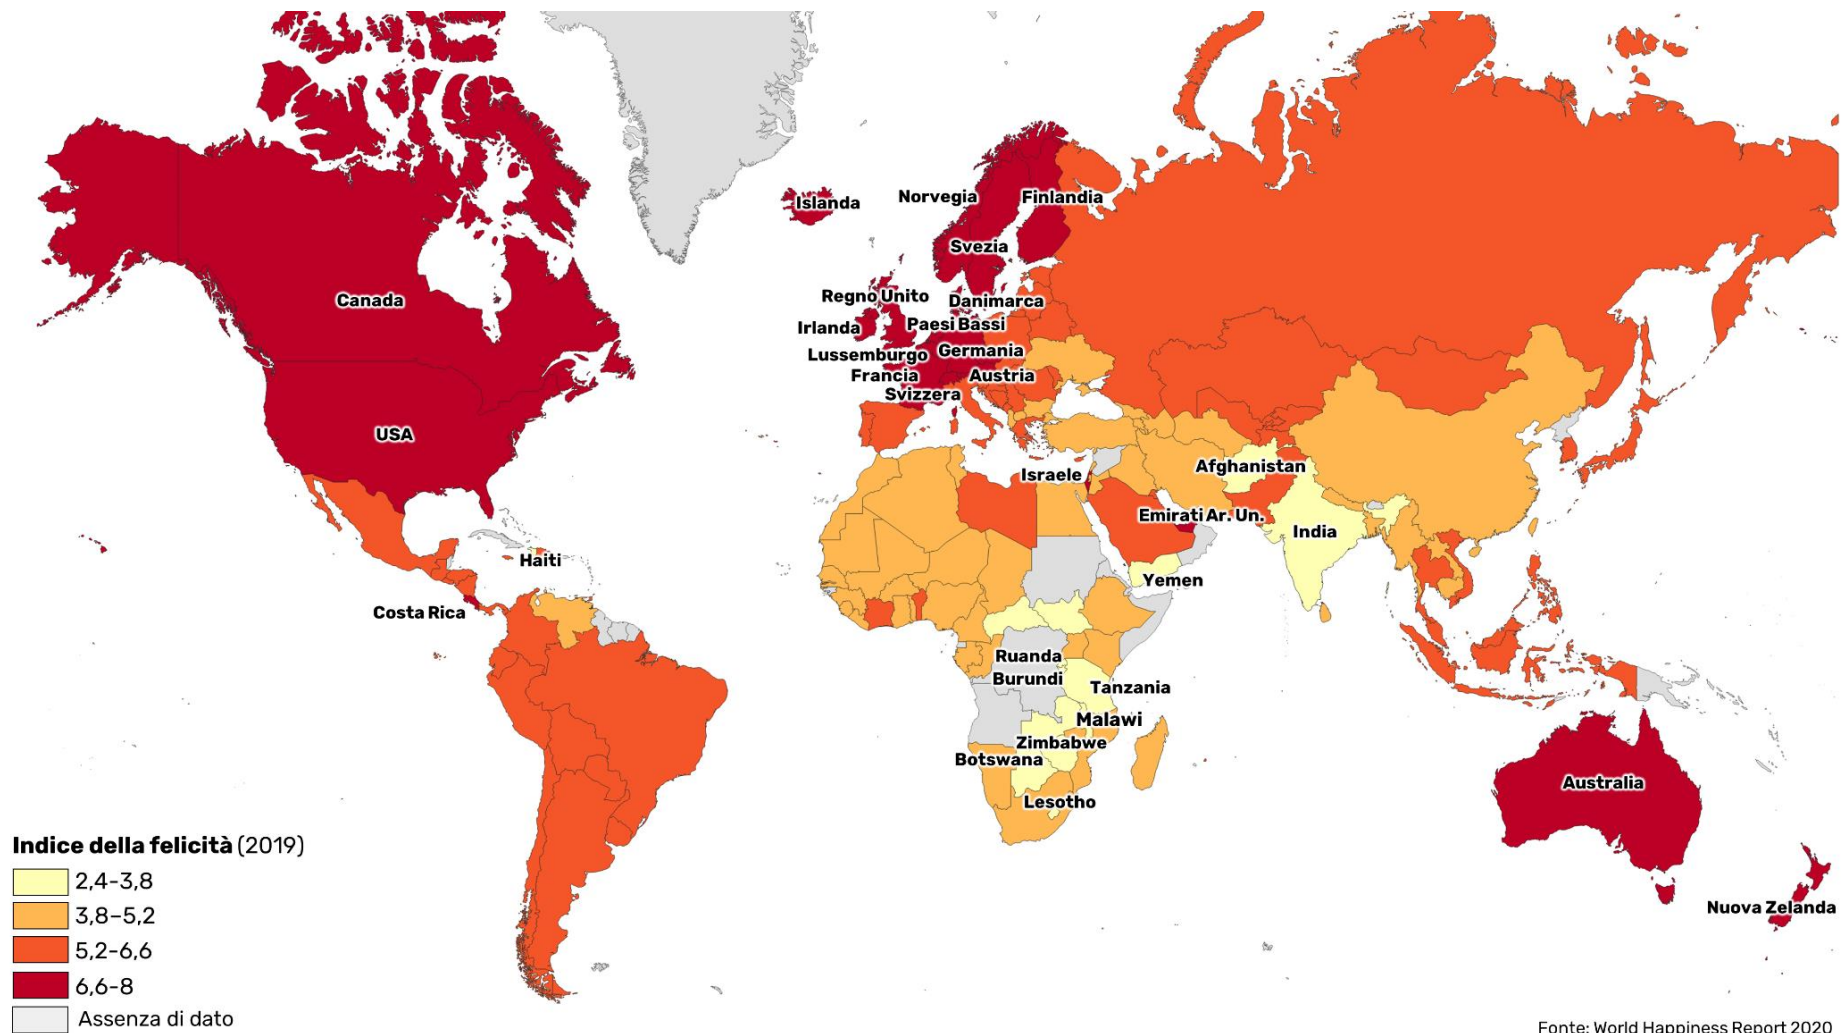 Islanda
Norvegia
Finlandia
Svezia
Canada
Regno Unito
Danimarca
Irlanda
Paesi Bassi
Lussemburgo
Germania
Francia
Austria
Svizzera
USA
Israele
Afghanistan
Emirati Ar. Un.
India
Haiti
Yemen
Costa Rica
Ruanda
Burundi
Tanzania
Malawi
Zimbabwe
Botswana
Lesotho
Australia
Nuova Zelanda
Indice della felicità (2019)
2,4-3,8
3,8-5,2
5,2-6,6
6,6-8
Assenza di dato
Fonte: World Happiness Report 2020